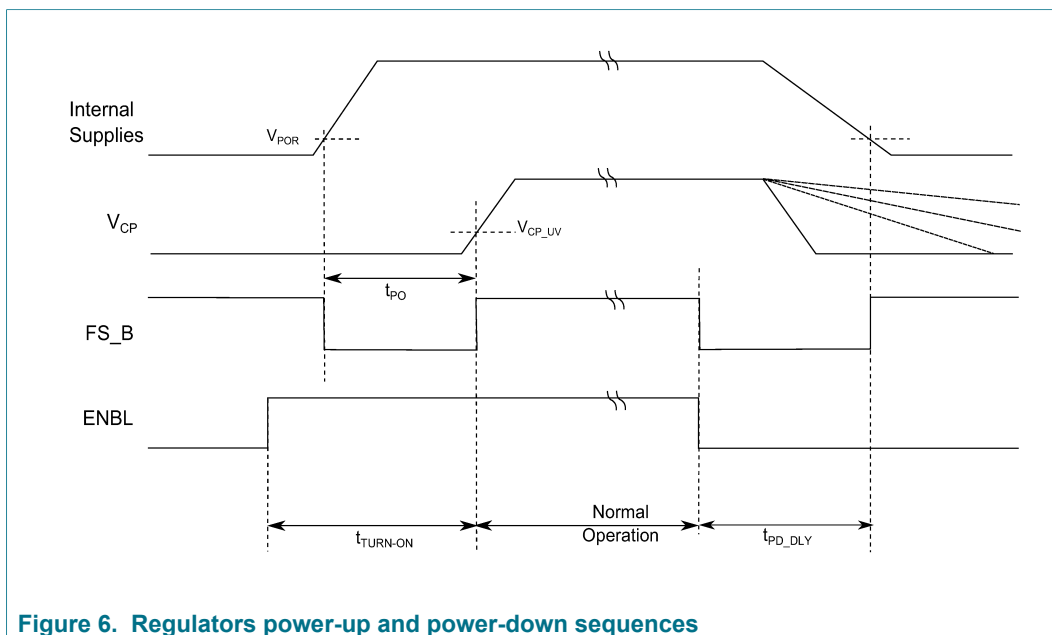 Internal
Supplies
V_POR
V_CP
V_CP_UV
t_PO
FS_B
ENBL
Normal
Operation
t_TURN-ON
t_PD_DLY
Figure 6. Regulators power-up and power-down sequences